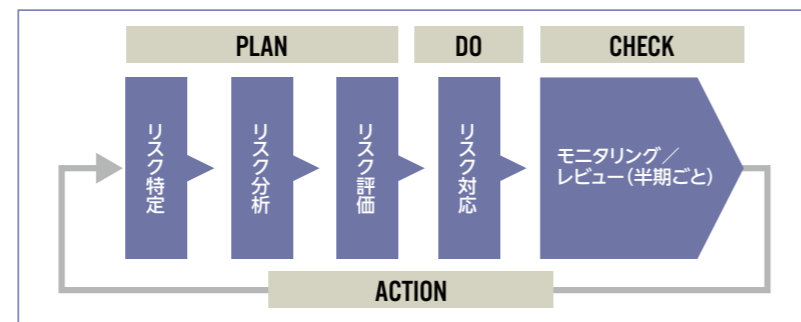 PLAN
DO
CHECK
リスク特定
リスク分析
リスク評価
リスク対応
モニタリング／
レビュー（半期ごと）
ACTION